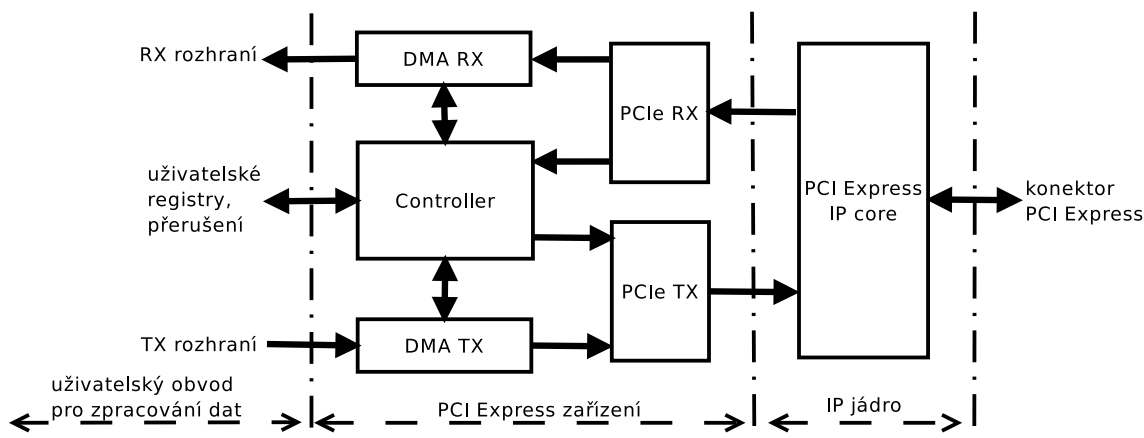 RX rozhraní
DMA RX
PCIe RX
uživatelské
registry,
přerušení
Controller
PCI Express
IP core
konektor
PCI Express
PCIe TX
TX rozhraní
DMA TX
uživatelský obvod
pro zpracování dat
PCI Express zařízení
IP jádro